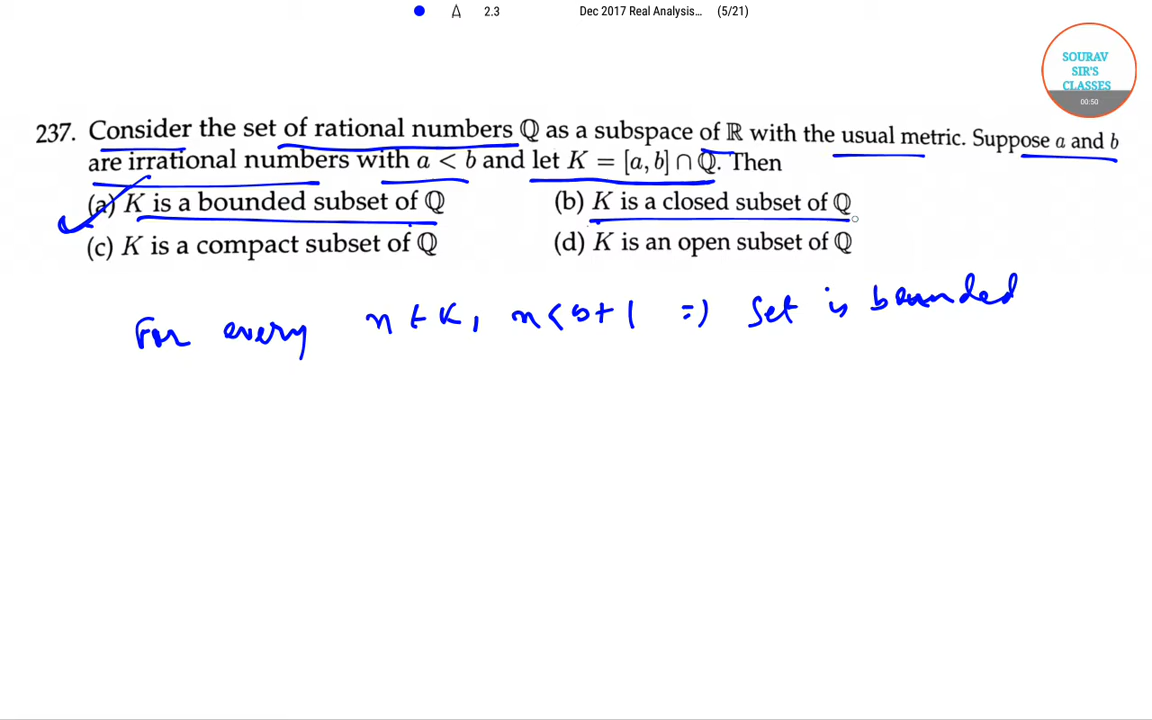 Δ 2.3 Dec 2017 Real Analysis... (5/21)
SOURAV
SIR'S
CLASSES
00:50
237. Consider the set of rational numbers ℚ as a subspace of ℝ with the usual metric. Suppose a and b
are irrational numbers with a < b and let K = [a, b] ∩ ℚ. Then
(a) K is a bounded subset of ℚ (b) K is a closed subset of ℚ
(c) K is a compact subset of ℚ (d) K is an open subset of ℚ
For every n ∈ K, n < b + 1 => Set is bounded